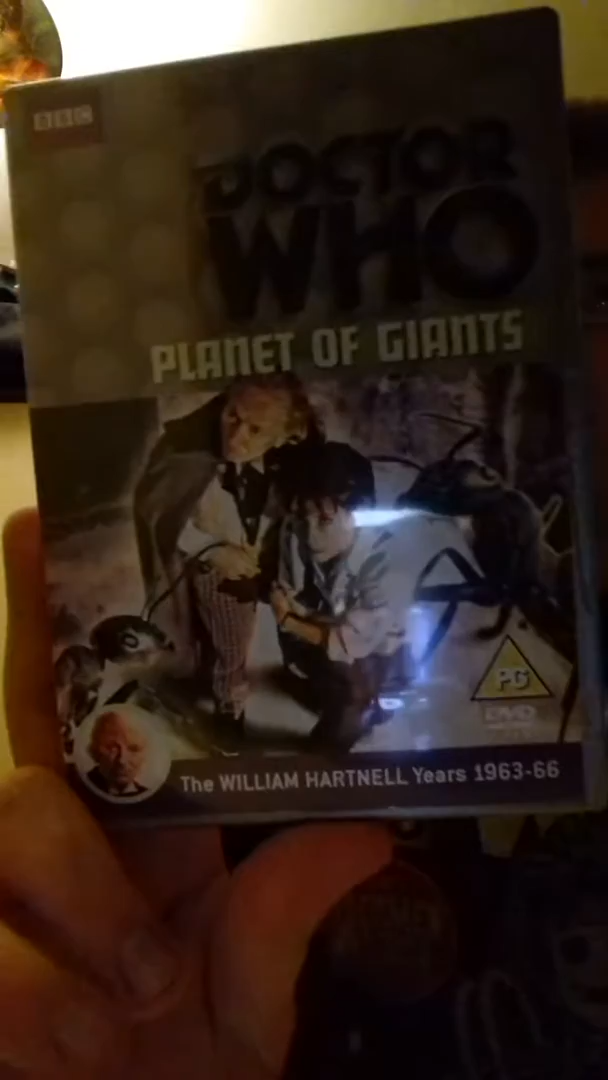 BBC
DOCTOR
WHO
PLANET OF GIANTS
PG
DVD
The WILLIAM HARTNELL Years 1963-66